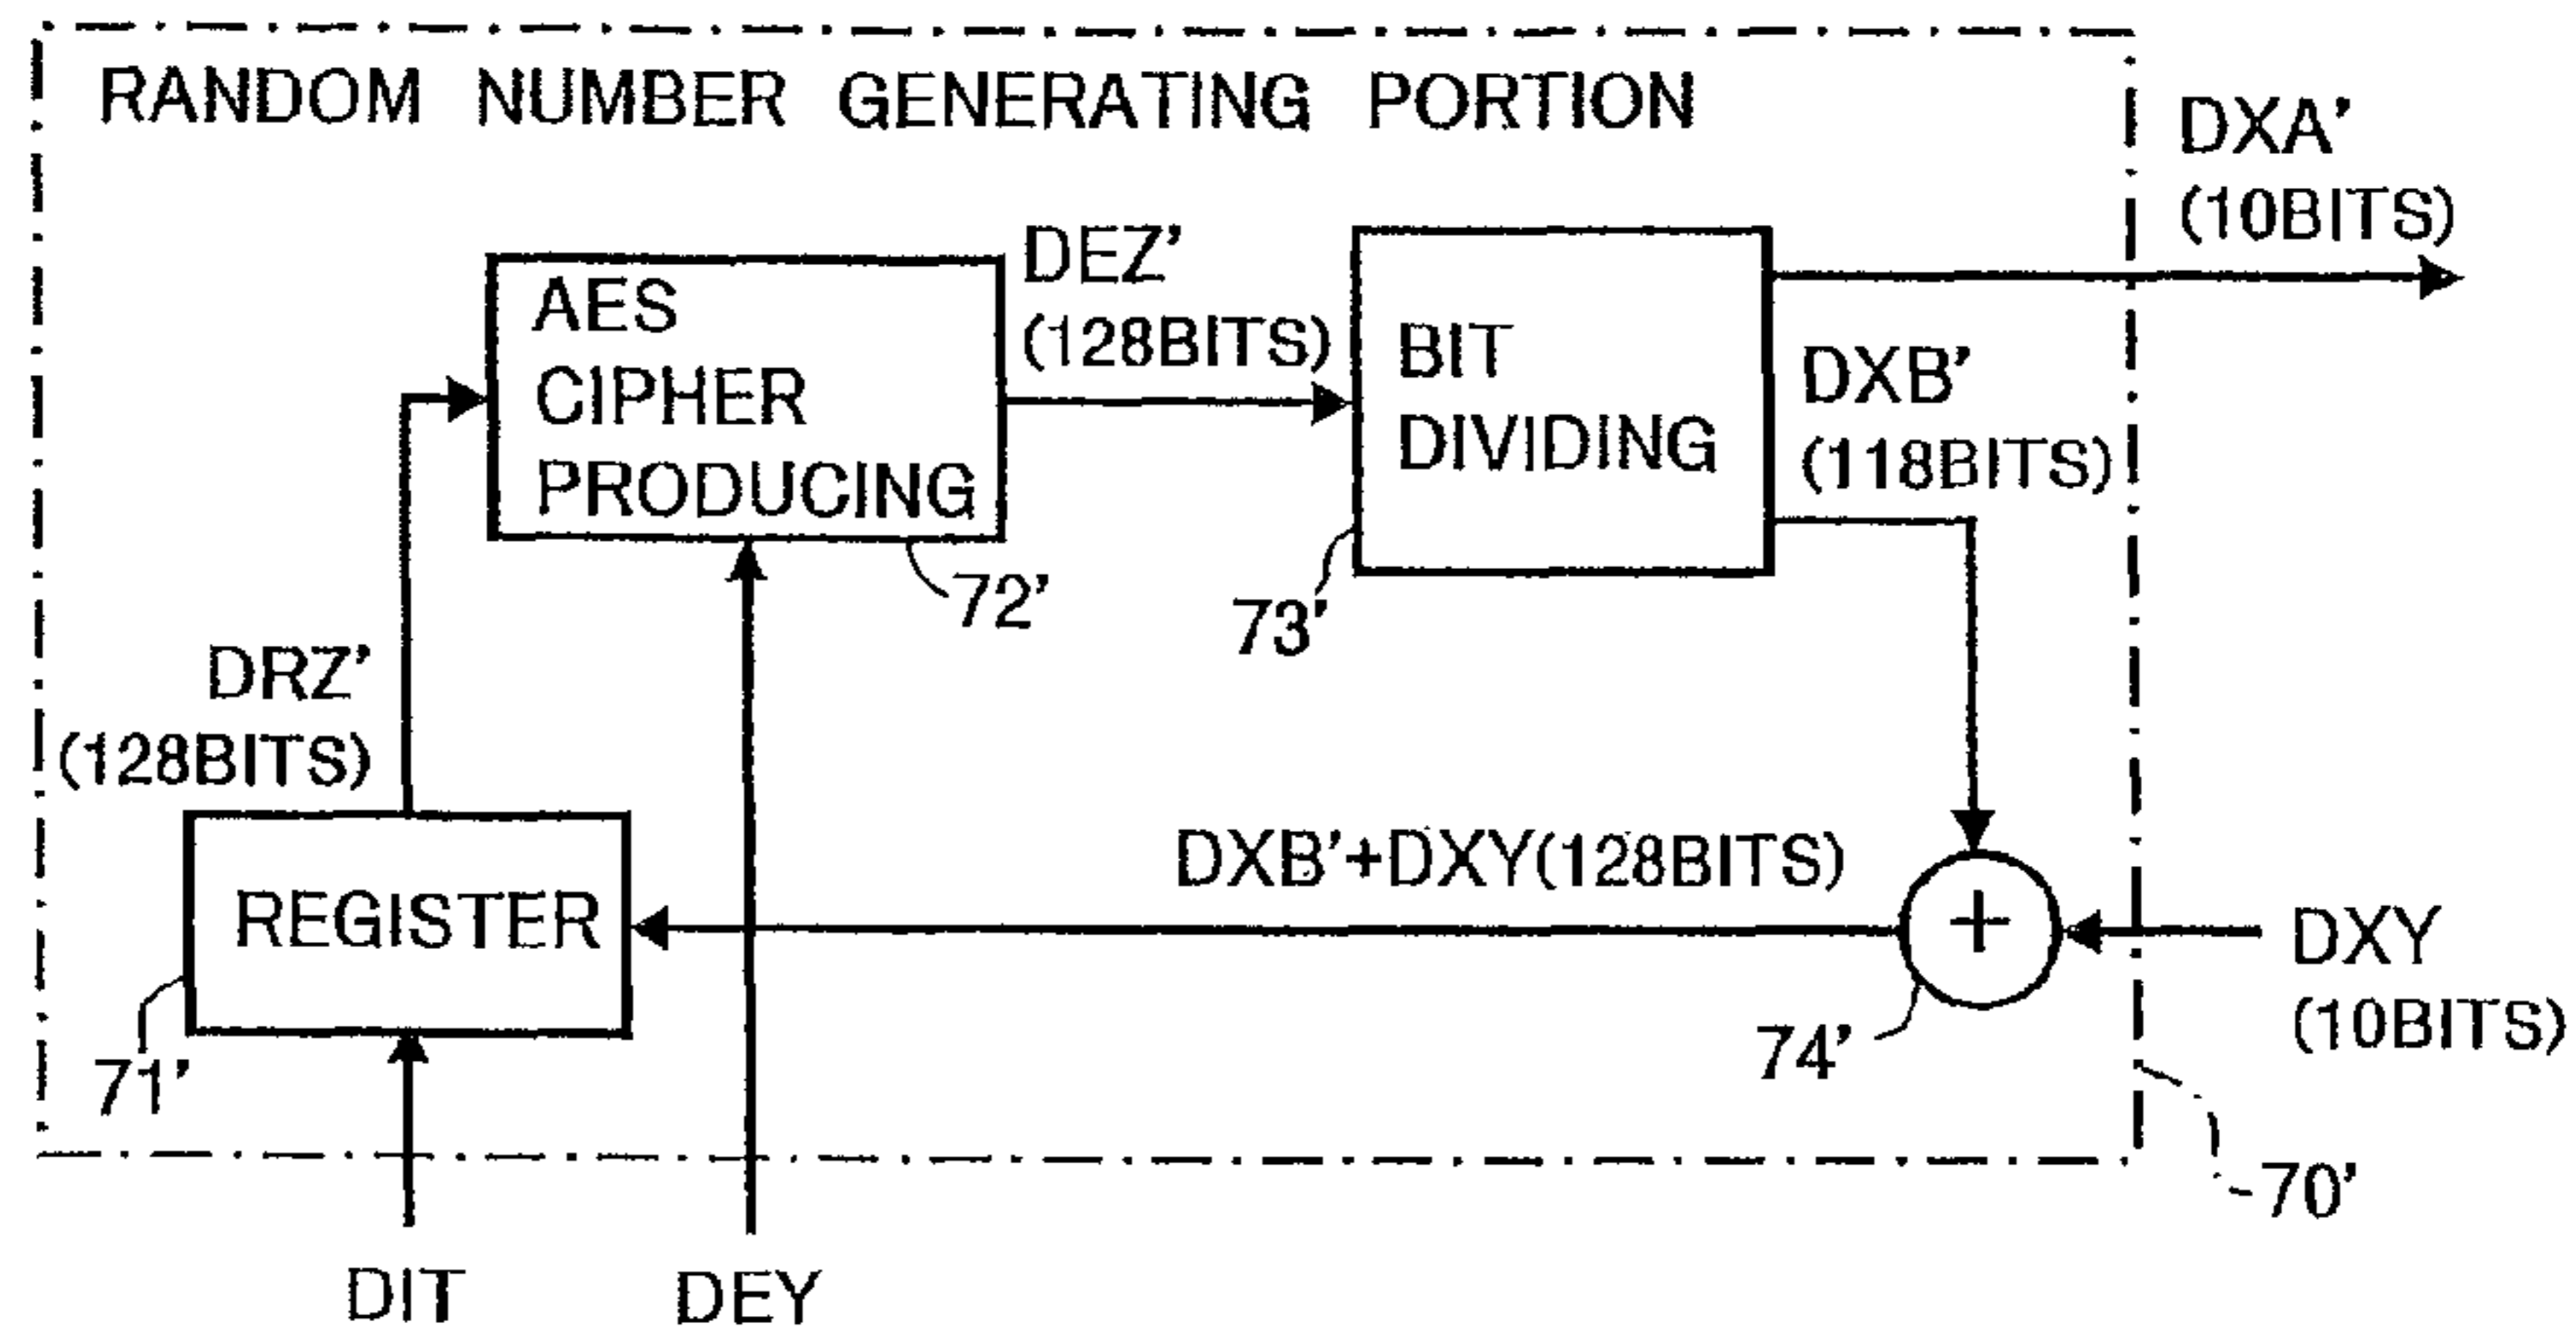 RANDOM NUMBER GENERATING PORTION
DXA'
(10BITS)
DEZ'
(128BITS)
AES
CIPHER
PRODUCING
BIT
DIVIDING
DXB'
(118BITS)
72'
73'
DRZ'
(128BITS)
DXB'+DXY(128BITS)
REGISTER
+
DXY
(10BITS)
74'
71'
70'
DIT
DEY